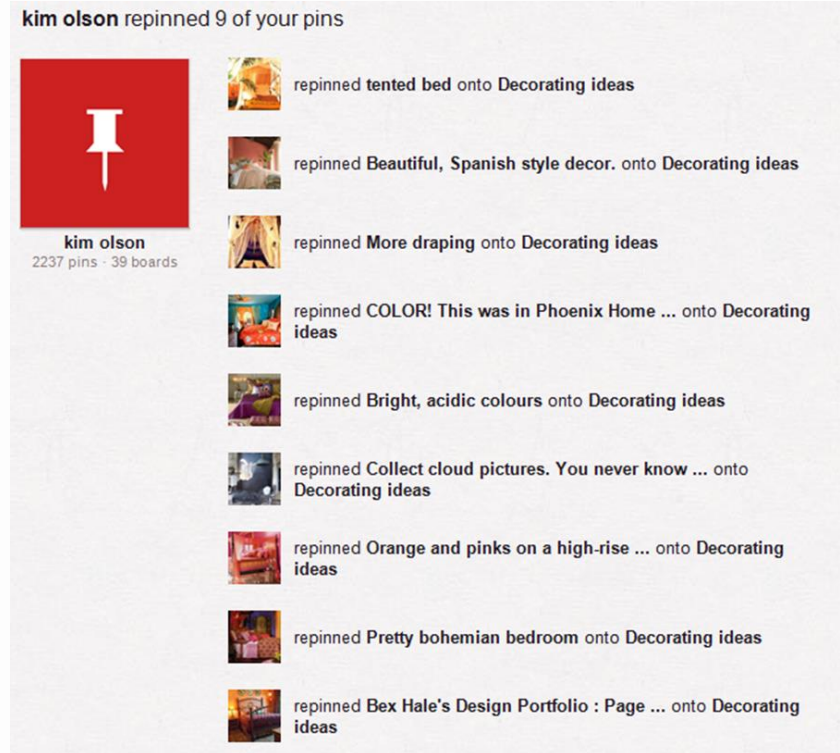 kim olson repinned 9 of your pins
repinned tented bed onto Decorating ideas
repinned Beautiful, Spanish style decor. onto Decorating ideas
kim olson
2237 pins · 39 boards
repinned More draping onto Decorating ideas
repinned COLOR! This was in Phoenix Home ... onto Decorating
ideas
repinned Bright, acidic colours onto Decorating ideas
repinned Collect cloud pictures. You never know ... onto
Decorating ideas
repinned Orange and pinks on a high-rise ... onto Decorating
ideas
repinned Pretty bohemian bedroom onto Decorating ideas
repinned Bex Hale's Design Portfolio : Page ... onto Decorating
ideas